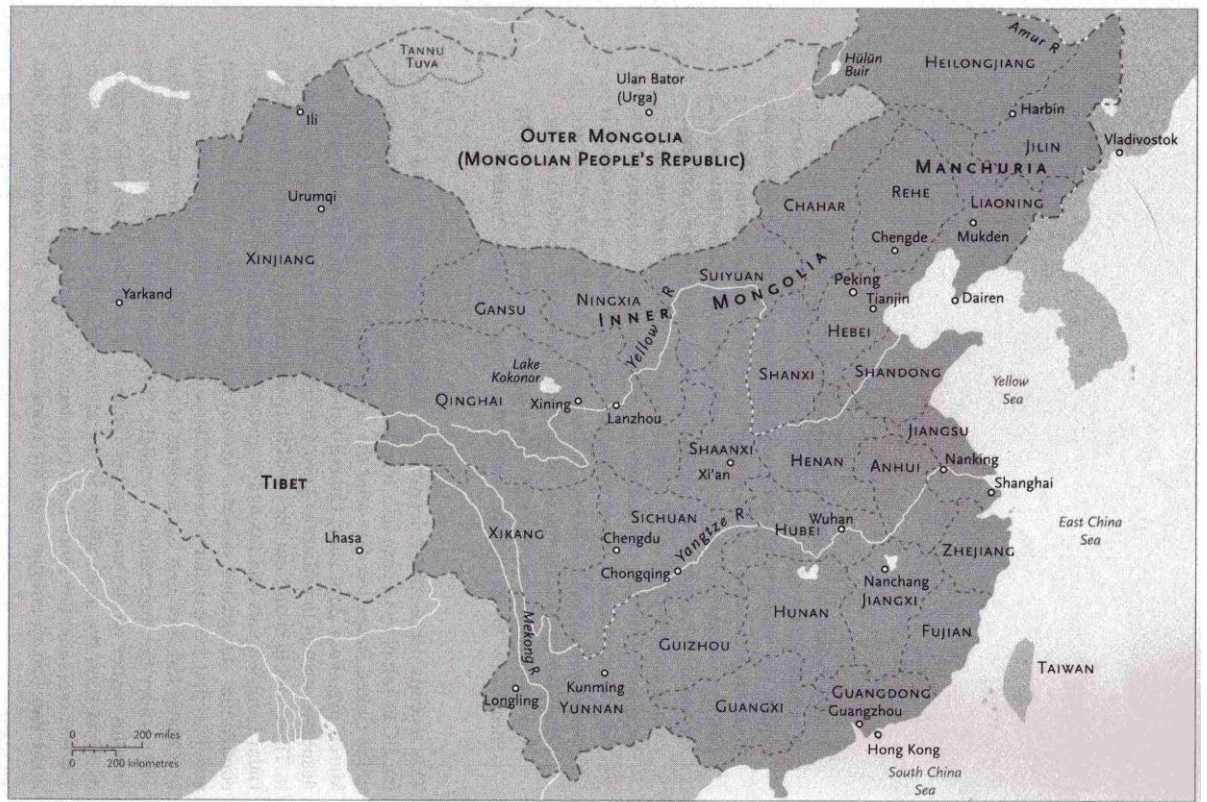 TANNU
TUVA
Amur R
Hülün
Buir
HEILONGJIANG
Ulan Bator
(Urga)
Harbin
Ili
OUTER MONGOLIA
(MONGOLIAN PEOPLE'S REPUBLIC)
Vladivostok
JILIN
MANCHURIA
REHE
Urumqi
CHAHAR
LIAONING
Chengde
Mukden
XINJIANG
SUIYUAN
INNER MONGOLIA
Peking
Yarkand
NINGXIA
Tianjin
Dairen
GANSU
Yellow R
HEBEI
Lake
Kokonor
SHANXI
SHANDONG
Yellow
Sea
QINGHAI
Xining
Lanzhou
JIANGSU
SHAANXI
Xi'an
HENAN
ANHUI
Nanking
TIBET
Shanghai
SICHUAN
Yangtze R
Wuhan
HUBEI
East China
Sea
XIKANG
Lhasa
Chengdu
ZHEJIANG
Chongqing
Nanchang
JIANGXI
Mekong R
HUNAN
FUJIAN
GUIZHOU
TAIWAN
Kunming
Longling
YUNNAN
GUANGXI
GUANGDONG
Guangzhou
0 200 miles
0 200 kilometres
Hong Kong
South China
Sea